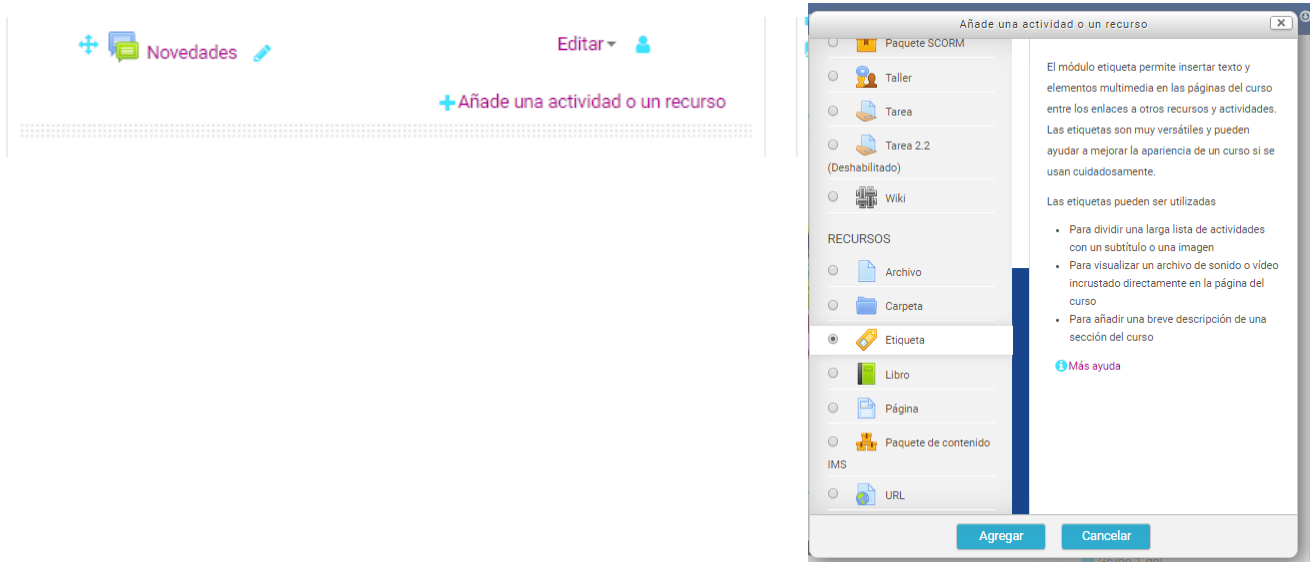 Novedades
Editar
Añade una actividad o un recurso
Añade una actividad o un recurso
Paquete SCORM
Taller
Tarea
Tarea 2.2
(Deshabilitado)
Wiki
RECURSOS
Archivo
Carpeta
Etiqueta
Libro
Página
Paquete de contenido
IMS
URL
El módulo etiqueta permite insertar texto y
elementos multimedia en las páginas del curso
entre los enlaces a otros recursos y actividades.
Las etiquetas son muy versátiles y pueden
ayudar a mejorar la apariencia de un curso si se
usan cuidadosamente.
Las etiquetas pueden ser utilizadas
• Para dividir una larga lista de actividades
con un subtítulo o una imagen
• Para visualizar un archivo de sonido o vídeo
incrustado directamente en la página del
curso
• Para añadir una breve descripción de una
sección del curso
Más ayuda
Agregar
Cancelar